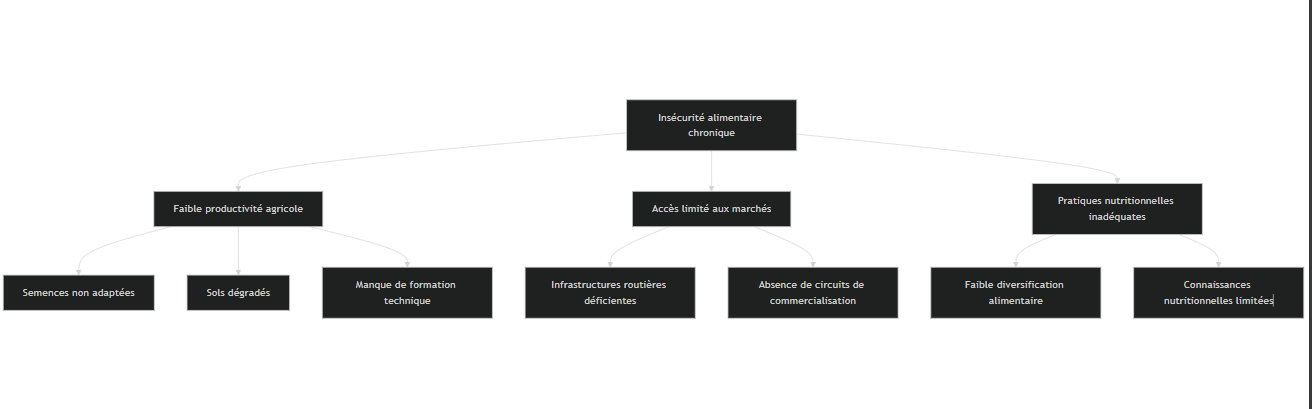 Insécurité alimentaire
chronique
Faible productivité agricole
Accès limité aux marchés
Pratiques nutritionnelles
inadéquates
Semences non adaptées
Sols dégradés
Manque de formation
technique
Infrastructures routières
déficientes
Absence de circuits de
commercialisation
Faible diversification
alimentaire
Connaissances
nutritionnelles limitées